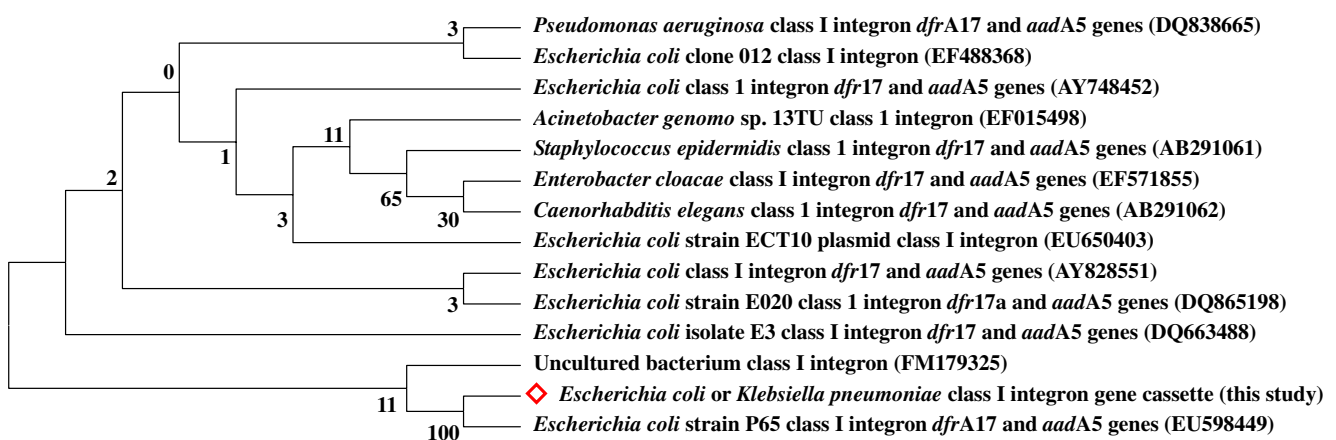 3
Pseudomonas aeruginosa class I integron dfrA17 and aadA5 genes (DQ838665)
Escherichia coli clone 012 class I integron (EF488368)
0
Escherichia coli class 1 integron dfr17 and aadA5 genes (AY748452)
Acinetobacter genomo sp. 13TU class 1 integron (EF015498)
11
Staphylococcus epidermidis class 1 integron dfr17 and aadA5 genes (AB291061)
1
Enterobacter cloacae class I integron dfr17 and aadA5 genes (EF571855)
2
65
Caenorhabditis elegans class 1 integron dfr17 and aadA5 genes (AB291062)
3
30
Escherichia coli strain ECT10 plasmid class I integron (EU650403)
Escherichia coli class I integron dfr17 and aadA5 genes (AY828551)
Escherichia coli strain E020 class 1 integron dfr17a and aadA5 genes (DQ865198)
3
Escherichia coli isolate E3 class I integron dfr17 and aadA5 genes (DQ663488)
Uncultured bacterium class I integron (FM179325)
Escherichia coli or Klebsiella pneumoniae class I integron gene cassette (this study)
11
Escherichia coli strain P65 class I integron dfrA17 and aadA5 genes (EU598449)
100